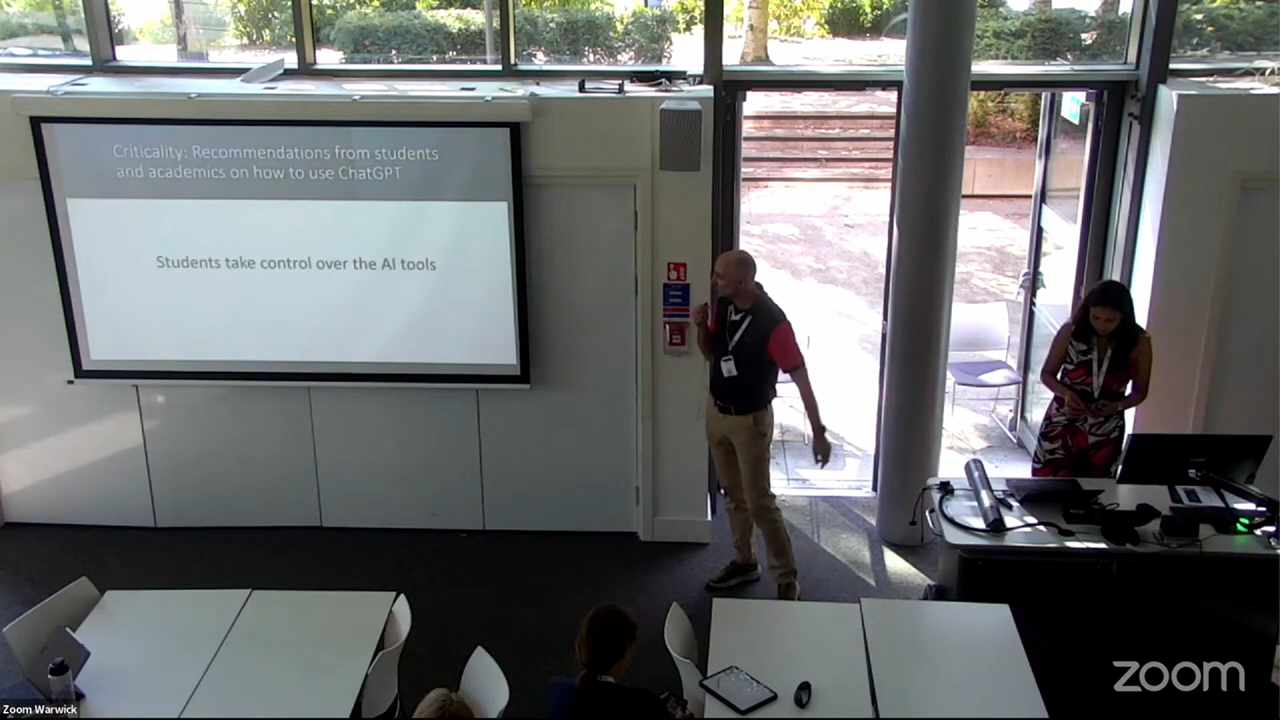 Criticality: Recommendations from students
and academics on how to use ChatGPT
Students take control over the AI tools
zoom
Zoom Warwick